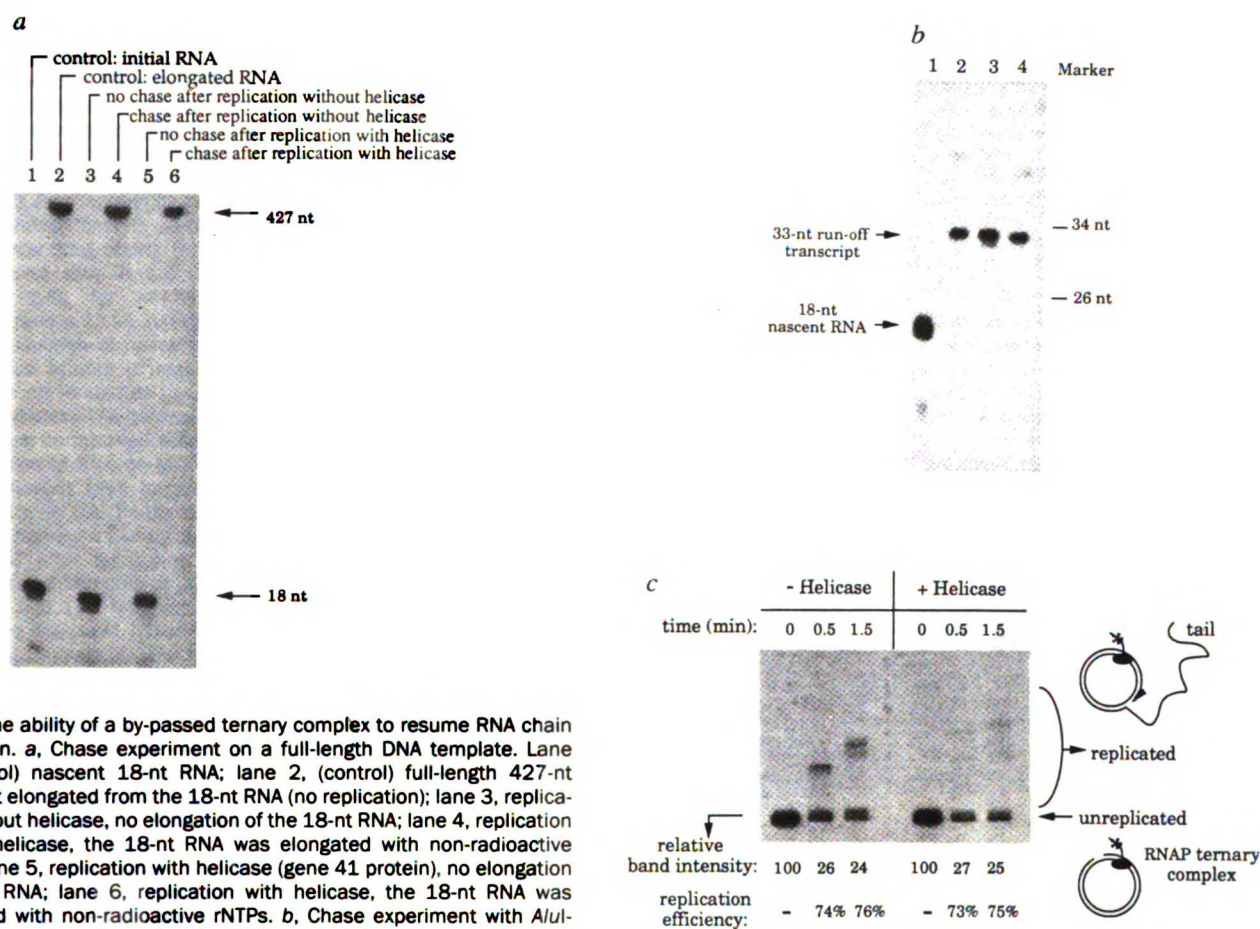 a
control: initial RNA
control: elongated RNA
no chase after replication without helicase
chase after replication without helicase
no chase after replication with helicase
chase after replication with helicase
1 2 3 4 5 6
427 nt
18 nt
b
1 2 3 4 Marker
33-nt run-off
transcript
34 nt
26 nt
18-nt
nascent RNA
c
- Helicase + Helicase
time (min): 0 0.5 1.5 0 0.5 1.5
tail
replicated
unreplicated
RNAP ternary
complex
relative
band intensity: 100 26 24 100 27 25
replication
efficiency: - 74% 76% - 73% 75%
ability of a by-passed ternary complex to resume RNA chain
a, Chase experiment on a full-length DNA template. Lane
nascent 18-nt RNA; lane 2, (control) full-length 427-nt
elongated from the 18-nt RNA (no replication); lane 3, replica-
helicase, no elongation of the 18-nt RNA; lane 4, replication
helicase, the 18-nt RNA was elongated with non-radioactive
5, replication with helicase (gene 41 protein), no elongation
RNA; lane 6, replication with helicase, the 18-nt RNA was
with non-radioactive rNTPs. b, Chase experiment with AluI-